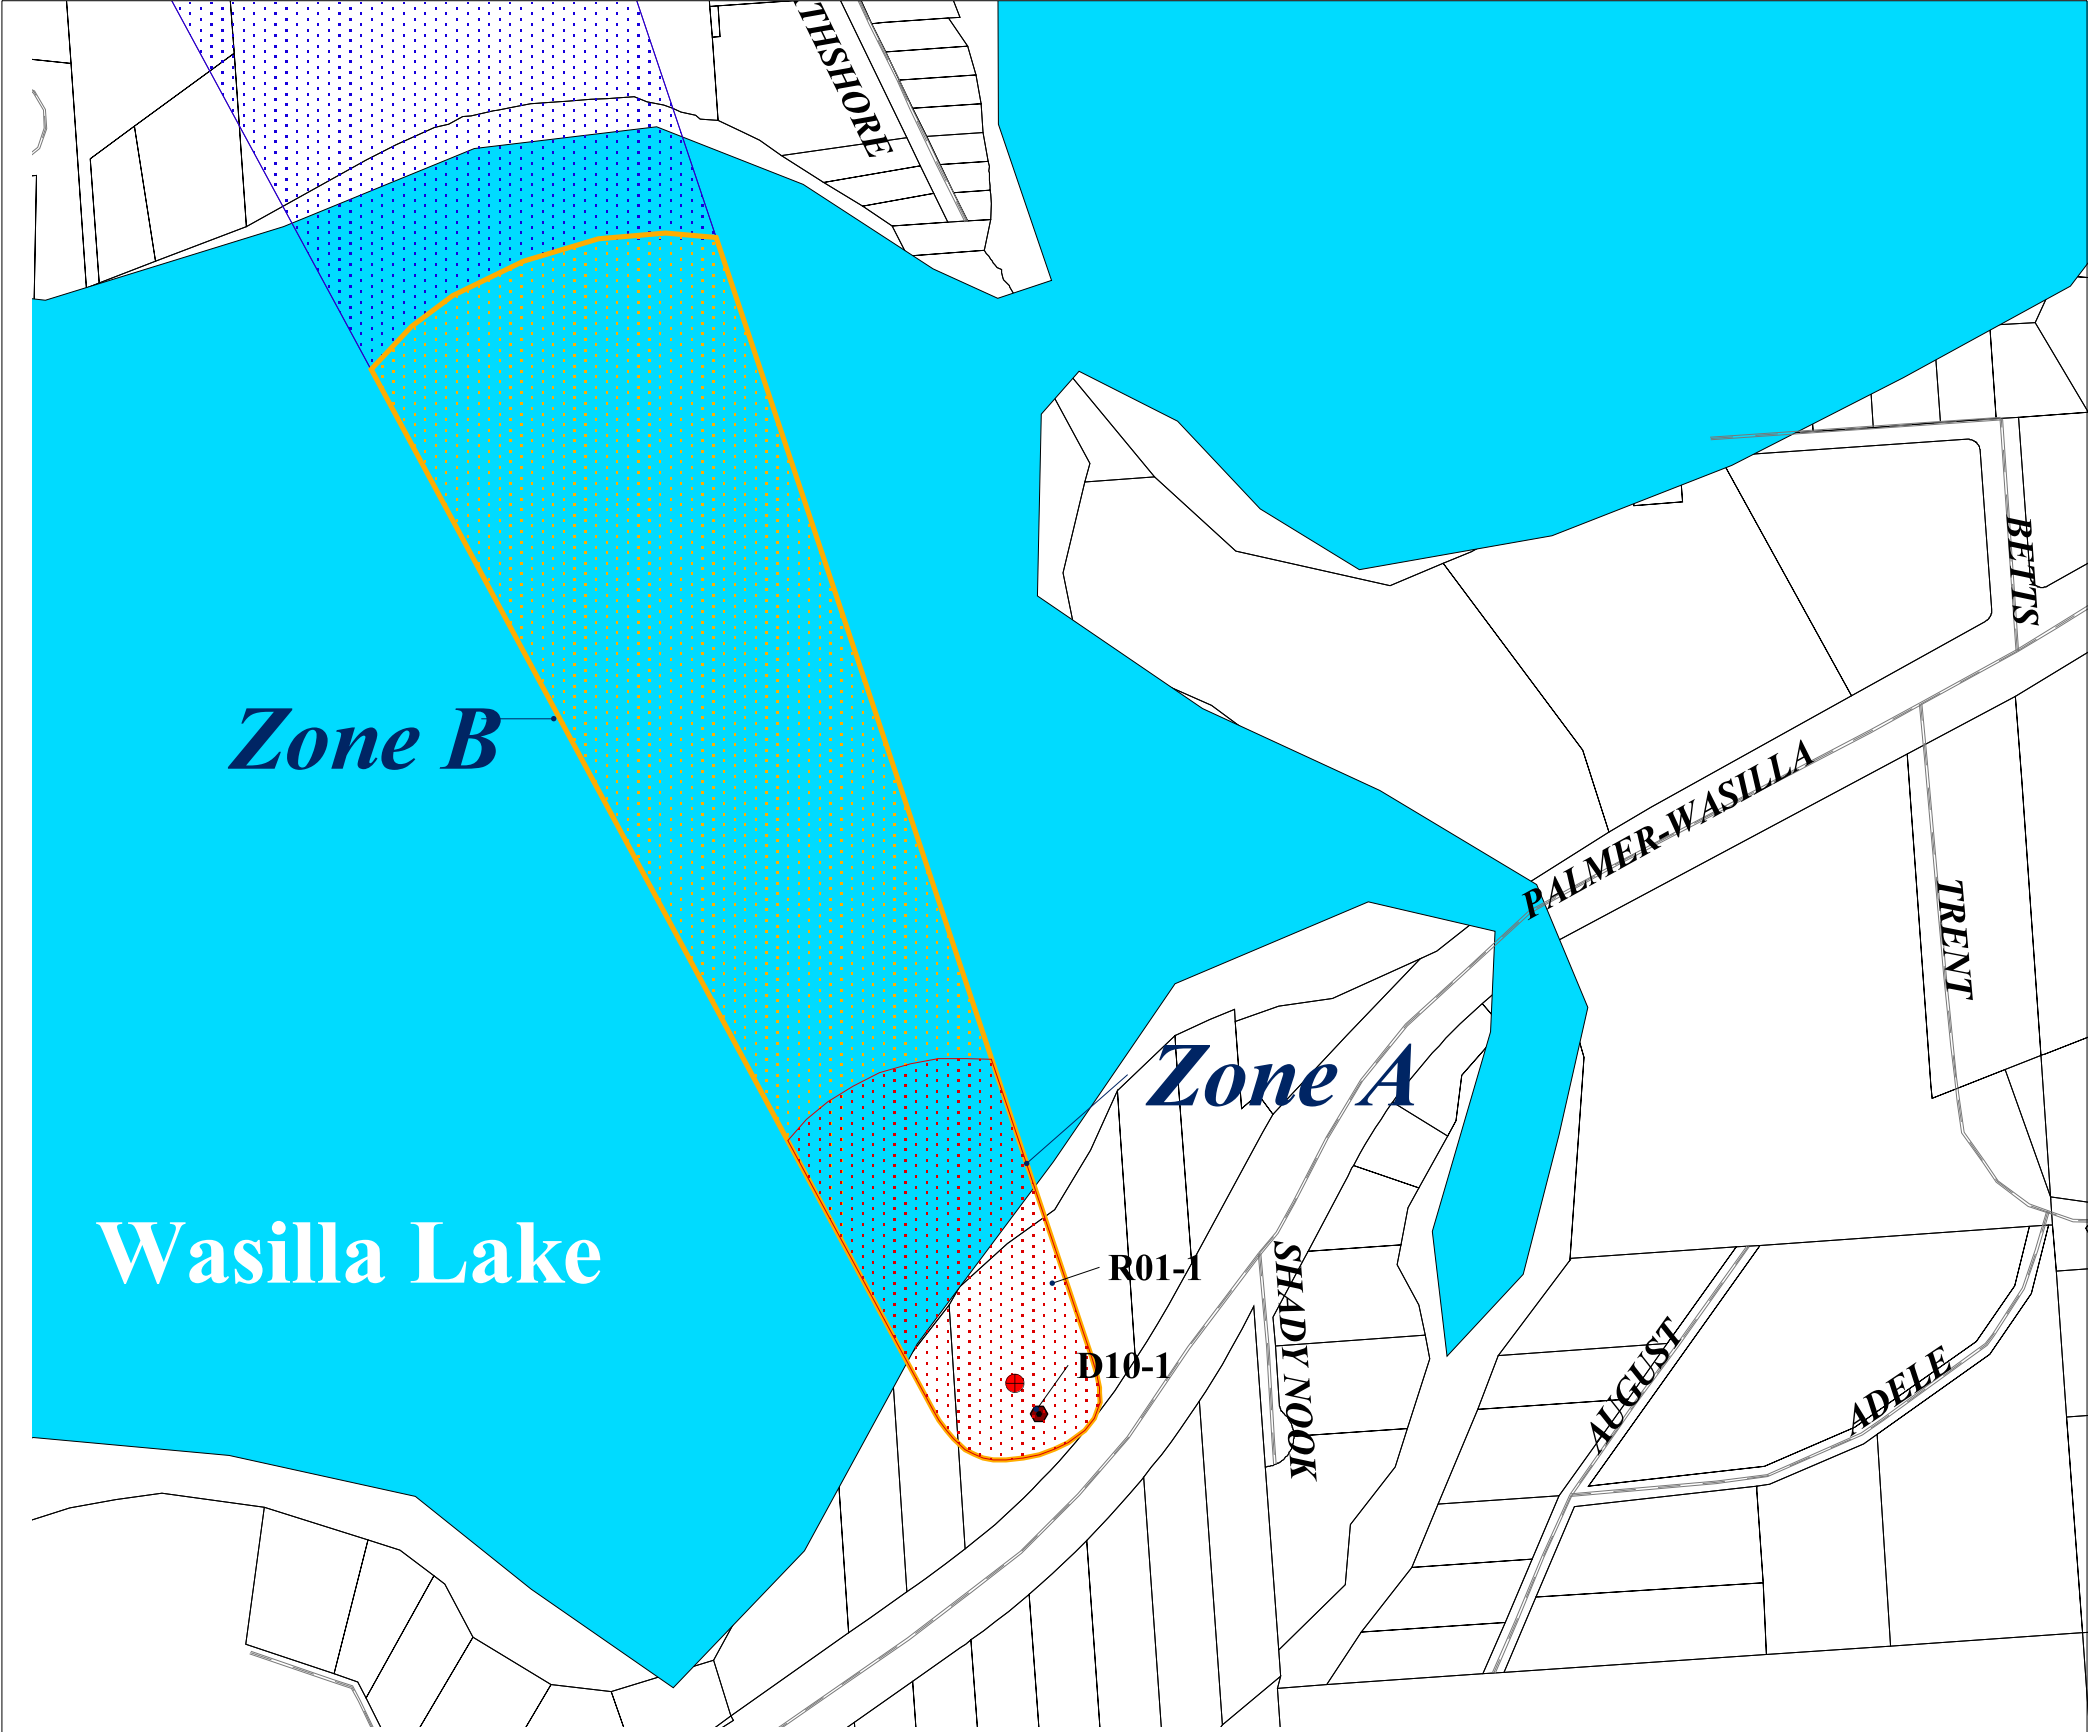 THSHORE
BETTS
Zone B
PALMER-WASILLA
TRENT
Zone A
Wasilla Lake
R01-1
SHADY NOOK
D10-1
AUGUST
ADELE